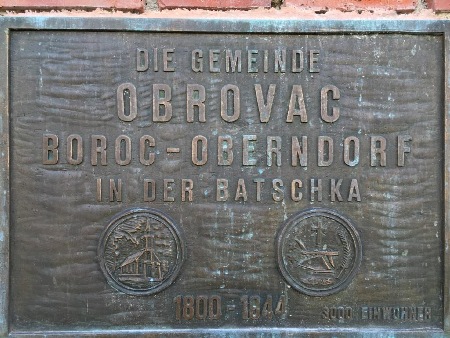 DIE GEMEINDE
OBROVAC
BOROC-OBERNDORF
IN DER BATSCHKA
1800-1944
3000 EINWOHNER